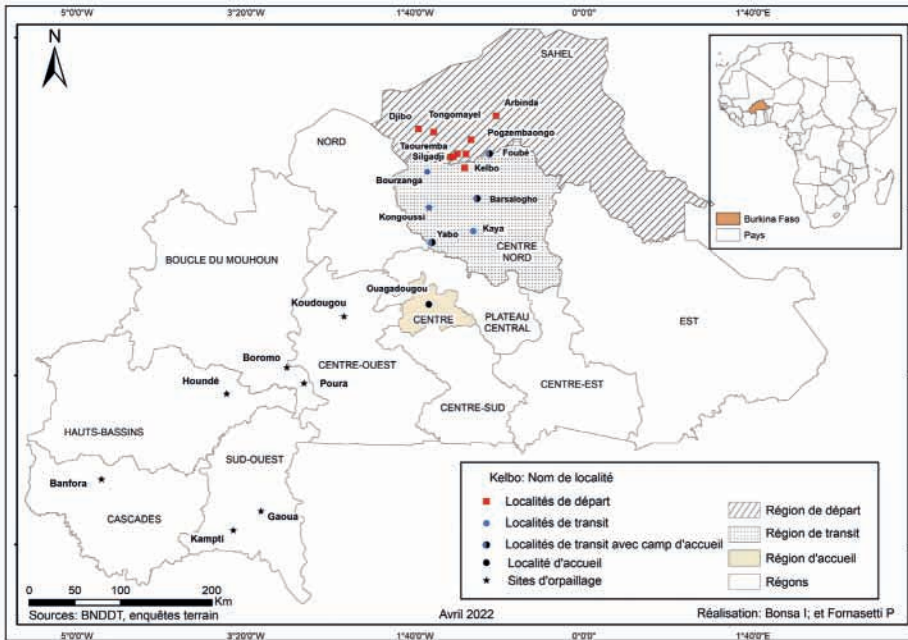 5°0'0"O
3°20'0"O
1°40'0"O
0°0'0"
1°40'0"E
N
SAHEL
Arbinda
Djibo
Tongomayel
Pogzembaongo
Taouremba
Foubé
Silgadji
NORD
Kelbo
Bourzanga
Barsalogho
Kongoussi
Kaya
Yabo
CENTRE
NORD
BOUCLE DU MOUHOUN
Ouagadougou
Koudougou
CENTRE
PLATEAU
CENTRAL
EST
Boromo
CENTRE-OUEST
Poura
Houndé
CENTRE-EST
CENTRE-SUD
HAUTS-BASSINS
SUD-OUEST
Banfora
CASCADES
Gaoua
Kampti
Burkina Faso
Pays
Kelbo: Nom de localité
Localités de départ
Localités de transit
Localités de transit avec camp d'accueil
Localité d'accueil
Sites d'orpaillage
Région de départ
Région de transit
Région d'accueil
Régons
0 50 100 200
Km
Sources: BNDDT, enquêtes terrain
Avril 2022
Réalisation: Bonsa I; et Fornasetti P
5°0'0"O
3°20'0"O
1°40'0"O
0°0'0"
1°40'0"E